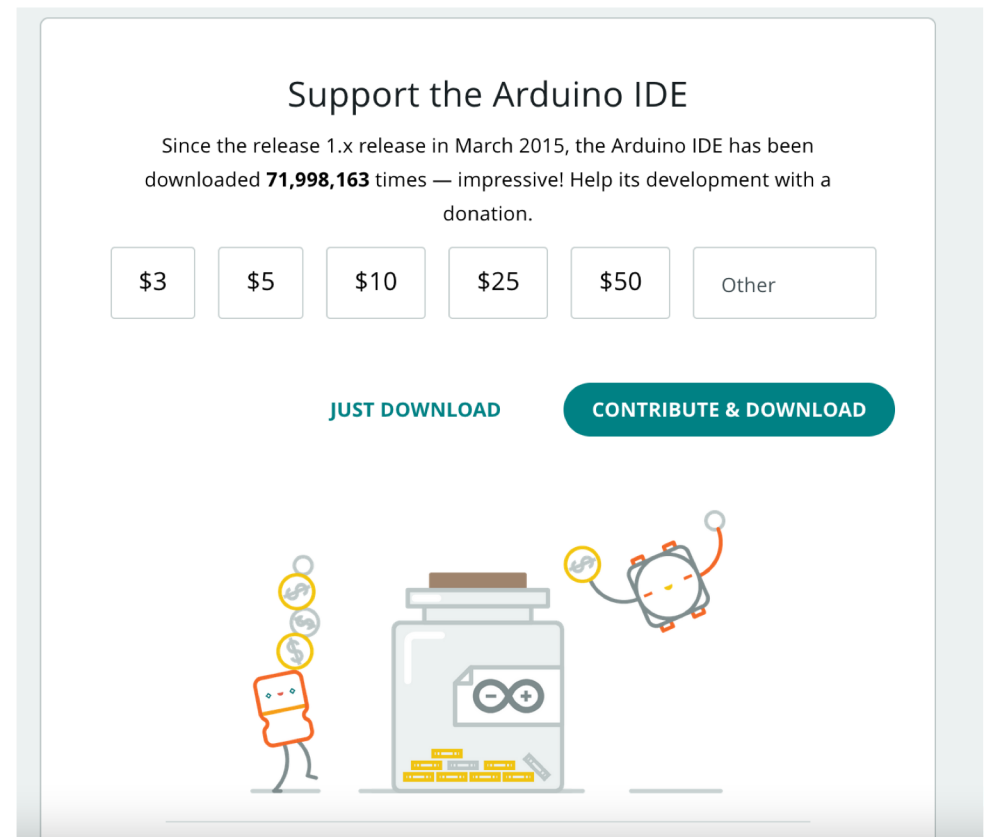 Support the Arduino IDE
Since the release 1.x release in March 2015, the Arduino IDE has been
downloaded 71,998,163 times — impressive! Help its development with a
donation.
$3 $5 $10 $25 $50 Other
JUST DOWNLOAD CONTRIBUTE & DOWNLOAD